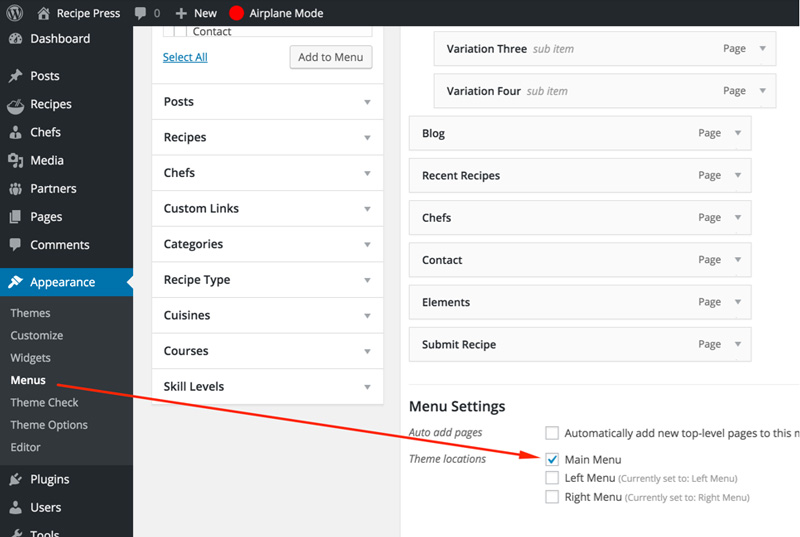 Recipe Press 0 New Airplane Mode
Dashboard
Posts
Recipes
Chefs
Media
Partners
Pages
Comments
Appearance
Themes
Customize
Widgets
Menus
Theme Check
Theme Options
Editor
Plugins
Users
Tools
Contact
Select All Add to Menu
Posts
Recipes
Chefs
Custom Links
Categories
Recipe Type
Cuisines
Courses
Skill Levels
Variation Three sub item Page
Variation Four sub item Page
Blog Page
Recent Recipes Page
Chefs Page
Contact Page
Elements Page
Submit Recipe Page
Menu Settings
Auto add pages Automatically add new top-level pages to this
Theme locations Main Menu
Left Menu (Currently set to: Left Menu)
Right Menu (Currently set to: Right Menu)